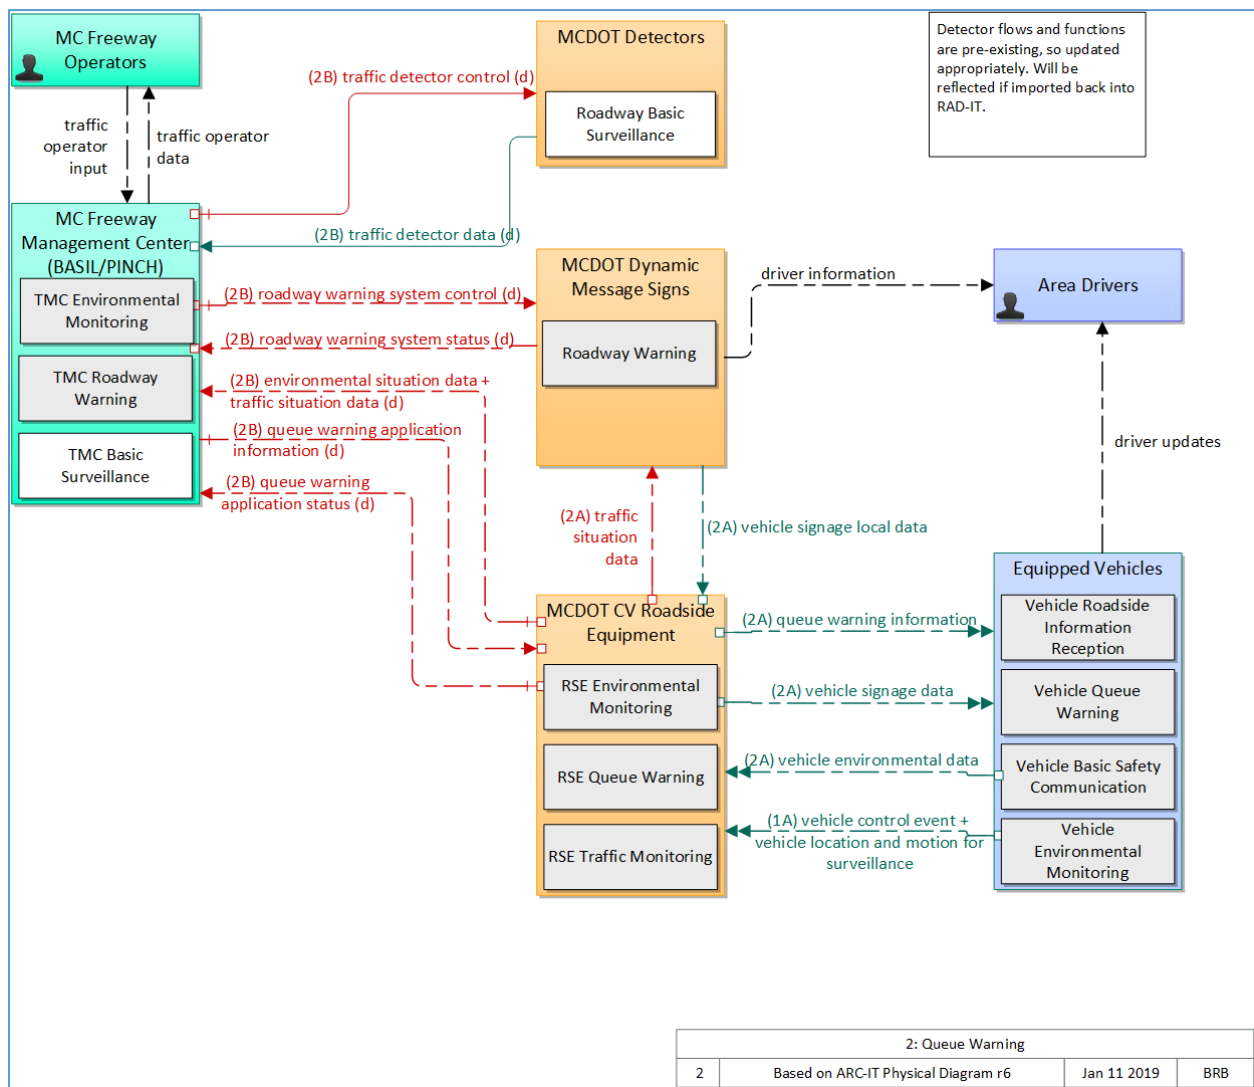 MC Freeway
Operators
traffic
operator
input
traffic operator
data
MC Freeway
Management Center
(BASIL/PINCH)
TMC Environmental
Monitoring
TMC Roadway
Warning
TMC Basic
Surveillance
(2B) traffic detector control (d)
(2B) traffic detector data (d)
(2B) roadway warning system control (d)
(2B) roadway warning system status (d)
(2B) environmental situation data +
traffic situation data (d)
(2B) queue warning application
information (d)
(2B) queue warning
application status (d)
MCDOT Detectors
Roadway Basic
Surveillance
MCDOT Dynamic
Message Signs
Roadway Warning
(2A) traffic
situation
data
(2A) vehicle signage local data
MCDOT CV Roadside
Equipment
RSE Environmental
Monitoring
RSE Queue Warning
RSE Traffic Monitoring
Detector flows and functions
are pre-existing, so updated
appropriately. Will be
reflected if imported back into
RAD-IT.
driver information
Area Drivers
driver updates
(2A) queue warning information
(2A) vehicle signage data
(2A) vehicle environmental data
(1A) vehicle control event +
vehicle location and motion for
surveillance
Equipped Vehicles
Vehicle Roadside
Information
Reception
Vehicle Queue
Warning
Vehicle Basic Safety
Communication
Vehicle
Environmental
Monitoring
2: Queue Warning
2 Based on ARC-IT Physical Diagram r6 Jan 11 2019 BRB